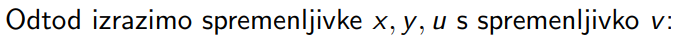 Odtod izrazimo spremenljivke x, y, u s spremenljivko v: